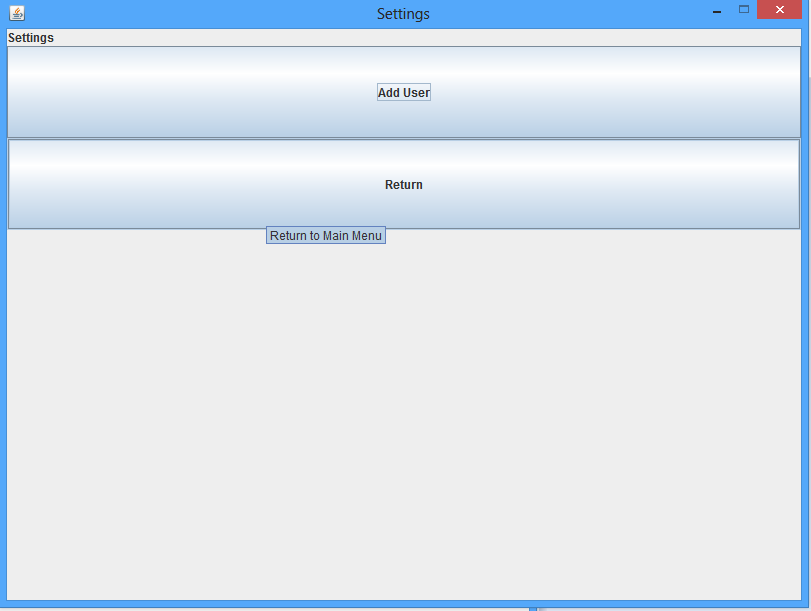 Settings
Settings
Add User
Return
Return to Main Menu